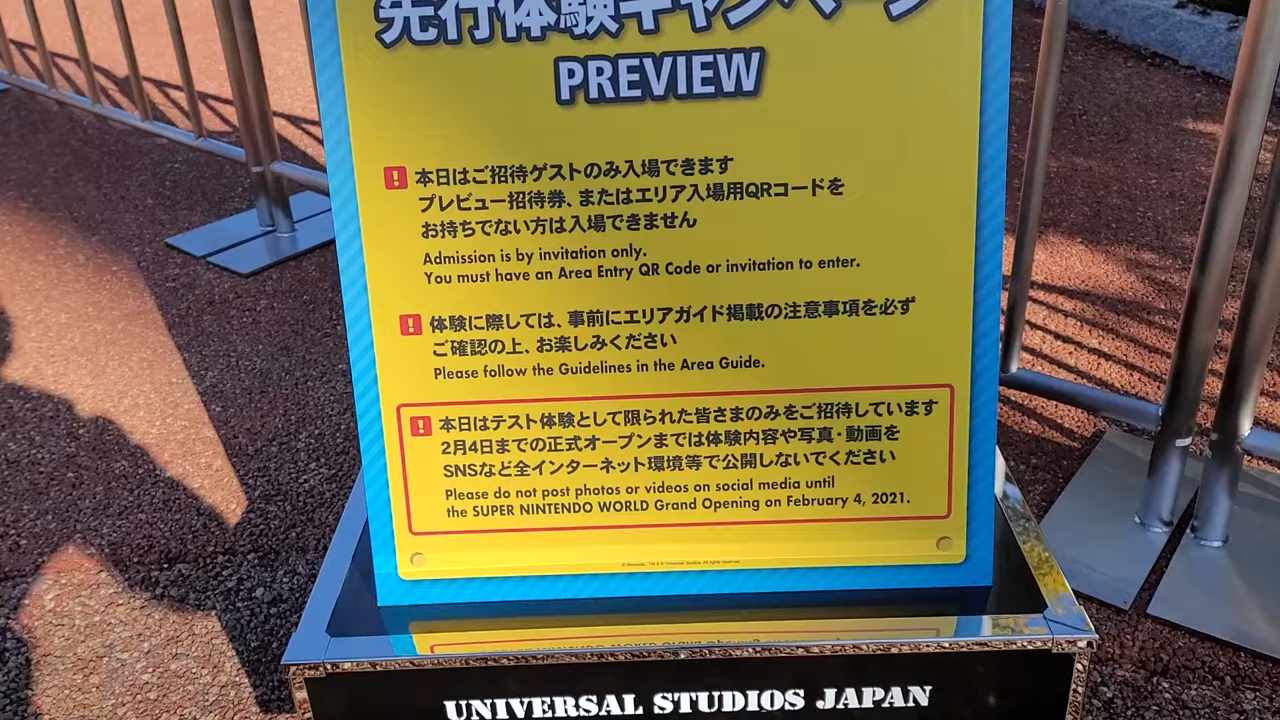 先行体験キャンペーン
PREVIEW
本日はご招待ゲストのみ入場できます
プレビュー招待券、またはエリア入場用QRコードを
お持ちでない方は入場できません
Admission is by invitation only.
You must have an Area Entry QR Code or invitation to enter.
体験に際しては、事前にエリアガイド掲載の注意事項を必ず
ご確認の上、お楽しみください
Please follow the Guidelines in the Area Guide.
本日はテスト体験として限られた皆さまのみをご招待しています
2月4日までの正式オープンまでは体験内容や写真・動画を
SNSなど全インターネット環境等で公開しないでください
Please do not post photos or videos on social media until
the SUPER NINTENDO WORLD Grand Opening on February 4, 2021.
UNIVERSAL STUDIOS JAPAN